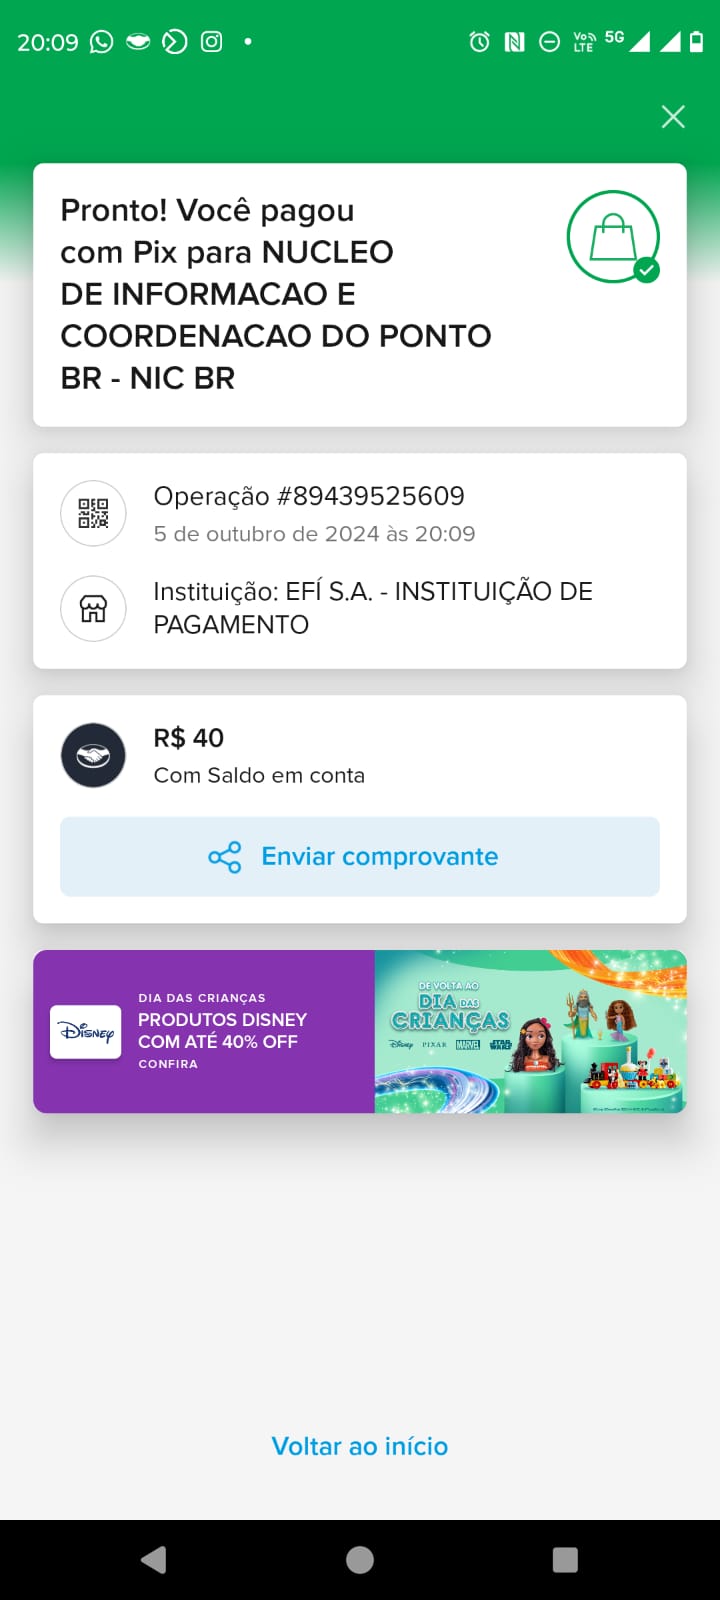 20:09
Vo))
LTE
5G
Pronto! Você pagou
com Pix para NUCLEO
DE INFORMACAO E
COORDENACAO DO PONTO
BR - NIC BR
Operação #89439525609
5 de outubro de 2024 às 20:09
Instituição: EFÍ S.A. - INSTITUIÇÃO DE
PAGAMENTO
R$ 40
Com Saldo em conta
Enviar comprovante
Disney
DIA DAS CRIANÇAS
PRODUTOS DISNEY
COM ATÉ 40% OFF
CONFIRA
DE VOLTA AO
DIA DAS
CRIANÇAS
Disney PIXAR MARVEL STAR WARS
Voltar ao início